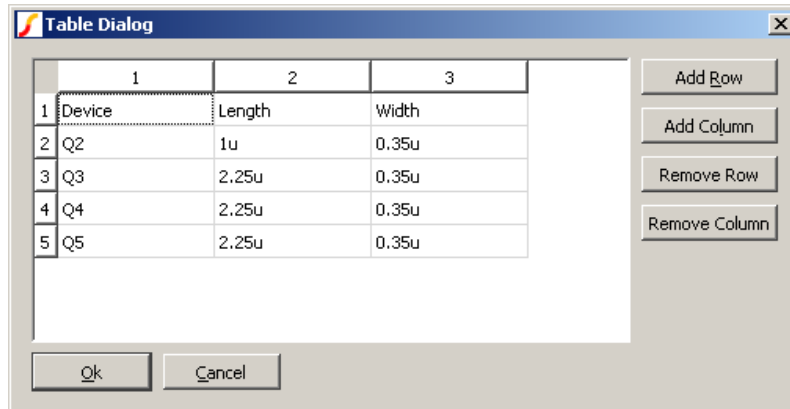 Table Dialog
1 2 3
1 Device Length Width
2 Q2 1u 0.35u
3 Q3 2.25u 0.35u
4 Q4 2.25u 0.35u
5 Q5 2.25u 0.35u
Add Row
Add Column
Remove Row
Remove Column
Ok Cancel